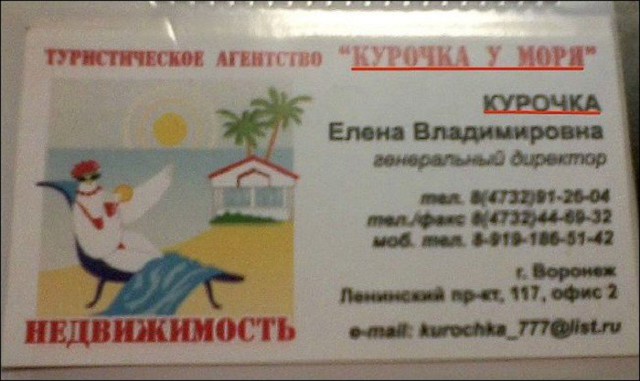 ТУРИСТИЧЕСКОЕ АГЕНТСТВО "КУРОЧКА У МОРЯ"
КУРОЧКА
Елена Владимировна
генеральный директор
тел. 8(4732)91-26-04
тел./факс 8(4732)44-69-32
моб. тел. 8-919-186-51-42
г. Воронеж
Ленинский пр-кт, 117, офис 2
e-mail: kurochka_777@list.ru
НЕДВИЖИМОСТЬ